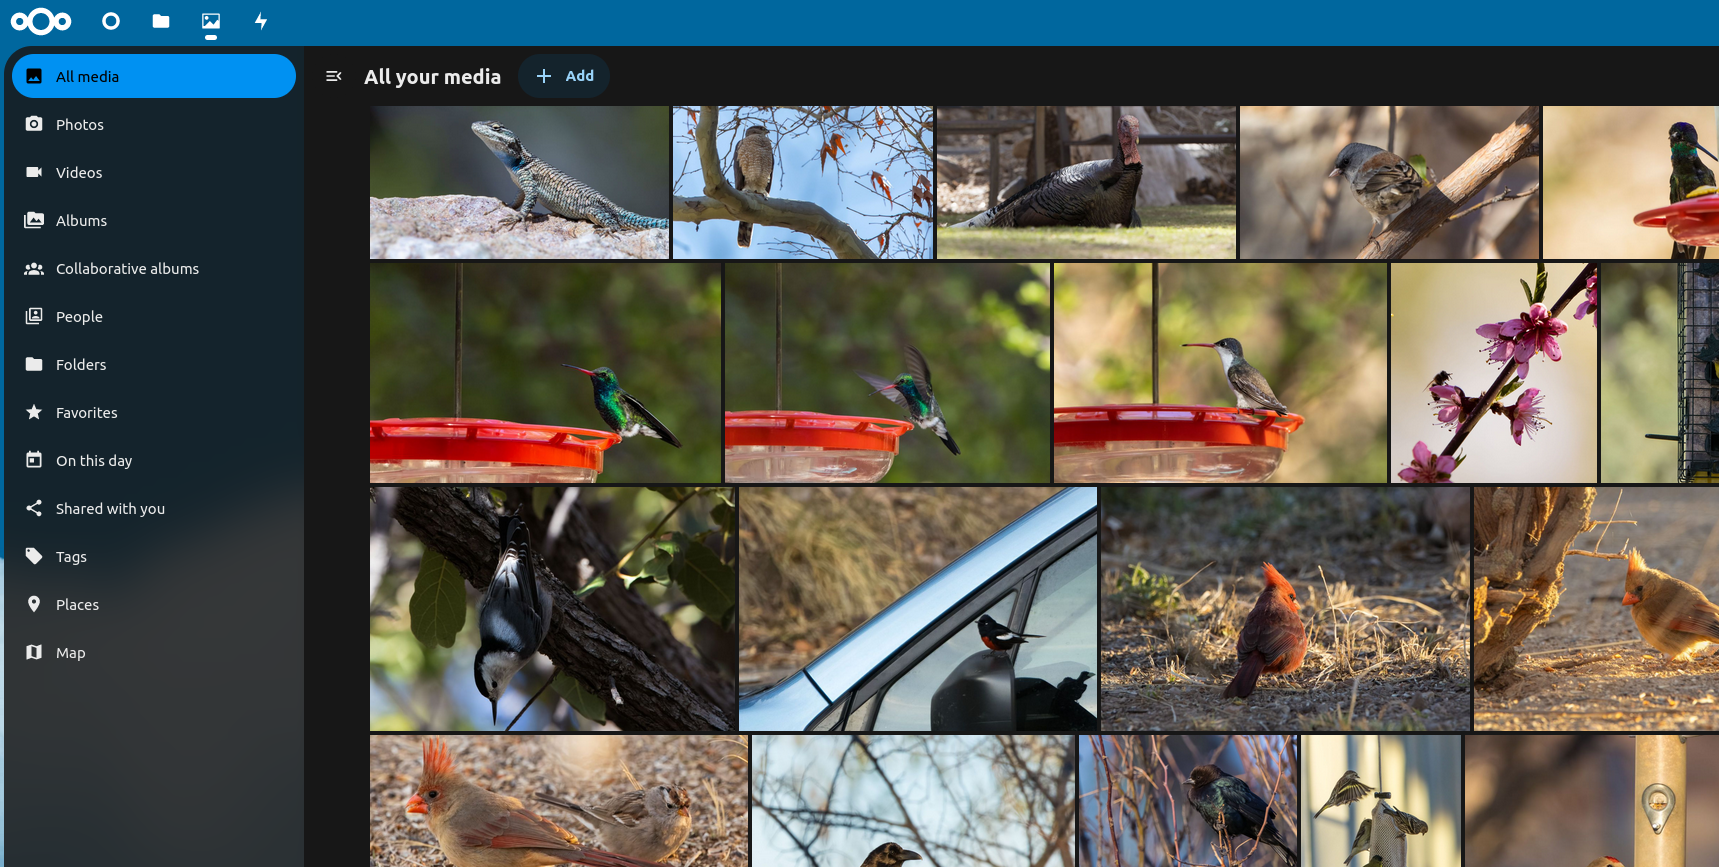 All media
Photos
Videos
Albums
Collaborative albums
People
Folders
Favorites
On this day
Shared with you
Tags
Places
Map
All your media
Add